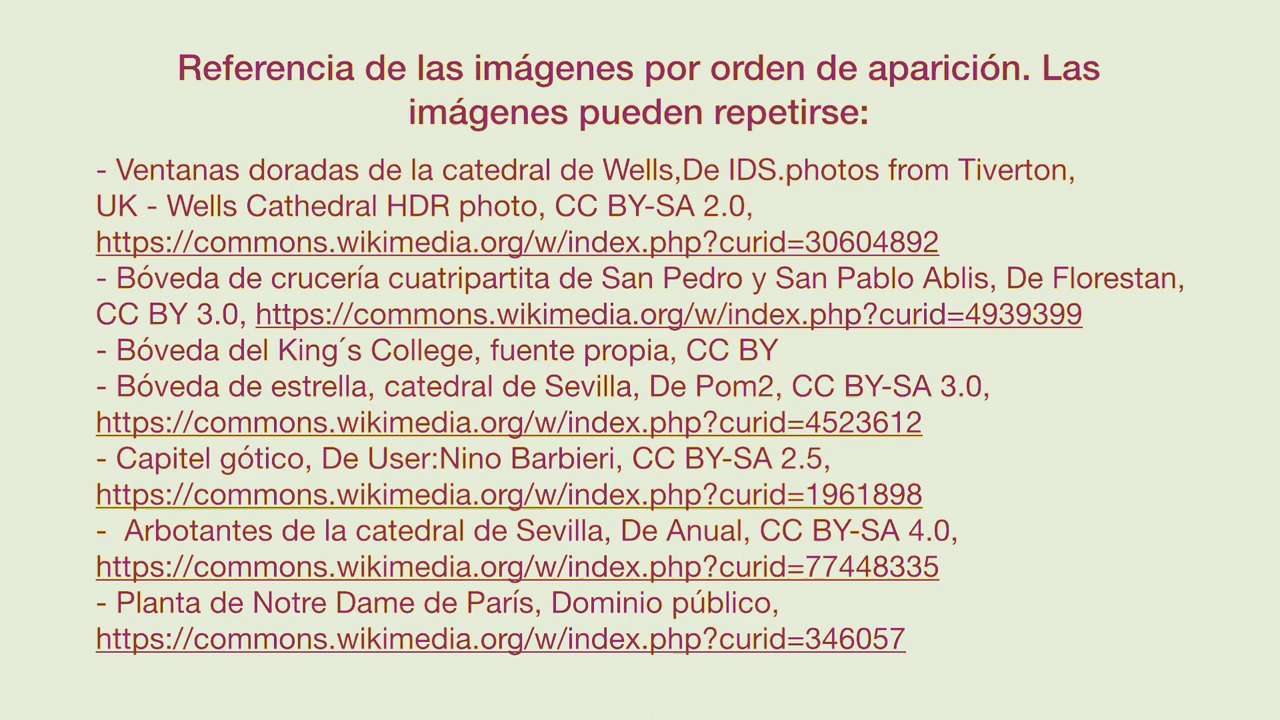 Referencia de las imágenes por orden de aparición. Las
imágenes pueden repetirse:
- Ventanas doradas de la catedral de Wells,De IDS.photos from Tiverton,
UK - Wells Cathedral HDR photo, CC BY-SA 2.0,
https://commons.wikimedia.org/w/index.php?curid=30604892
- Bóveda de crucería cuatripartita de San Pedro y San Pablo Ablis, De Florestan,
CC BY 3.0, https://commons.wikimedia.org/w/index.php?curid=4939399
- Bóveda del King´s College, fuente propia, CC BY
- Bóveda de estrella, catedral de Sevilla, De Pom2, CC BY-SA 3.0,
https://commons.wikimedia.org/w/index.php?curid=4523612
- Capitel gótico, De User:Nino Barbieri, CC BY-SA 2.5,
https://commons.wikimedia.org/w/index.php?curid=1961898
-  Arbotantes de la catedral de Sevilla, De Anual, CC BY-SA 4.0,
https://commons.wikimedia.org/w/index.php?curid=77448335
- Planta de Notre Dame de París, Dominio público,
https://commons.wikimedia.org/w/index.php?curid=346057